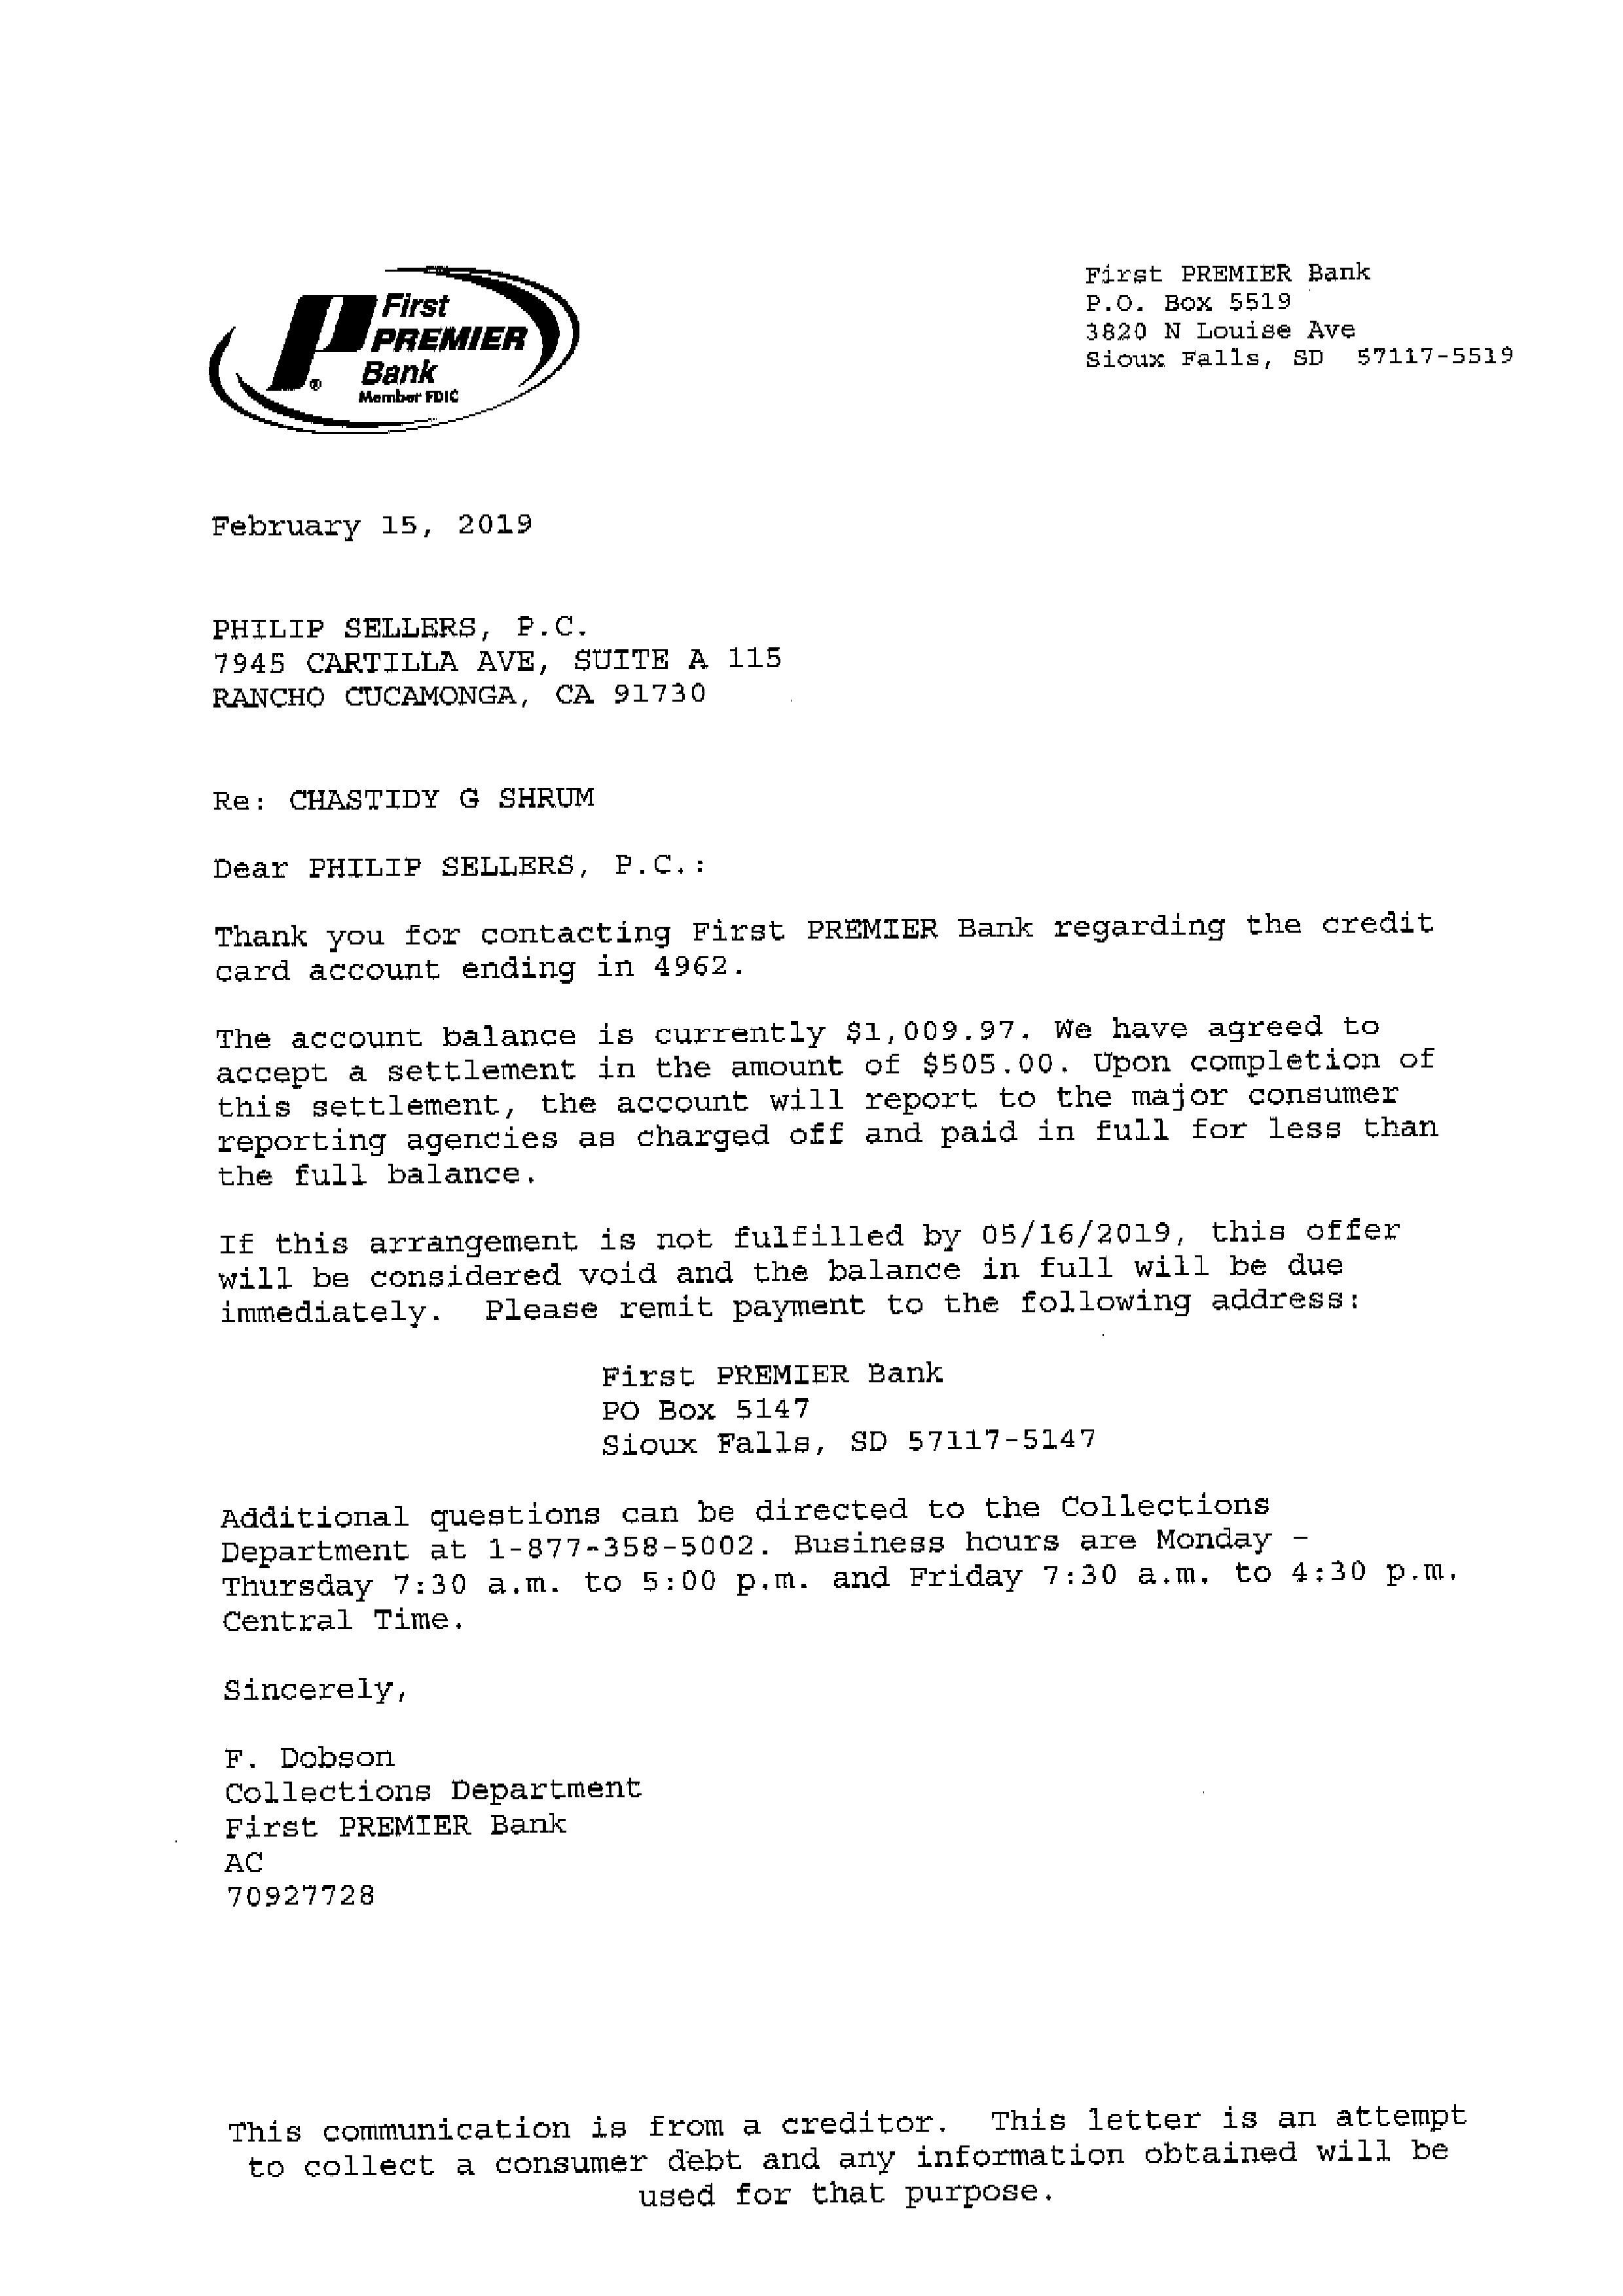 First
PREMIER
Bank
Member FDIC
®
First PREMIER Bank
P.O. Box 5519
3820 N Louise Ave
Sioux Falls, SD  57117-5519
February 15, 2019
PHILIP SELLERS, P.C.
7945 CARTILLA AVE, SUITE A 115
RANCHO CUCAMONGA, CA 91730
Re: CHASTIDY G SHRUM
Dear PHILIP SELLERS, P.C.:
Thank you for contacting First PREMIER Bank regarding the credit
card account ending in 4962.
The account balance is currently $1,009.97. We have agreed to
accept a settlement in the amount of $505.00. Upon completion of
this settlement, the account will report to the major consumer
reporting agencies as charged off and paid in full for less than
the full balance.
If this arrangement is not fulfilled by 05/16/2019, this offer
will be considered void and the balance in full will be due
immediately.  Please remit payment to the following address:
First PREMIER Bank
PO Box 5147
Sioux Falls, SD 57117-5147
Additional questions can be directed to the Collections
Department at 1-877-358-5002. Business hours are Monday -
Thursday 7:30 a.m. to 5:00 p.m. and Friday 7:30 a.m. to 4:30 p.m.
Central Time.
Sincerely,
F. Dobson
Collections Department
First PREMIER Bank
AC
70927728
This communication is from a creditor.  This letter is an attempt
to collect a consumer debt and any information obtained will be
used for that purpose.